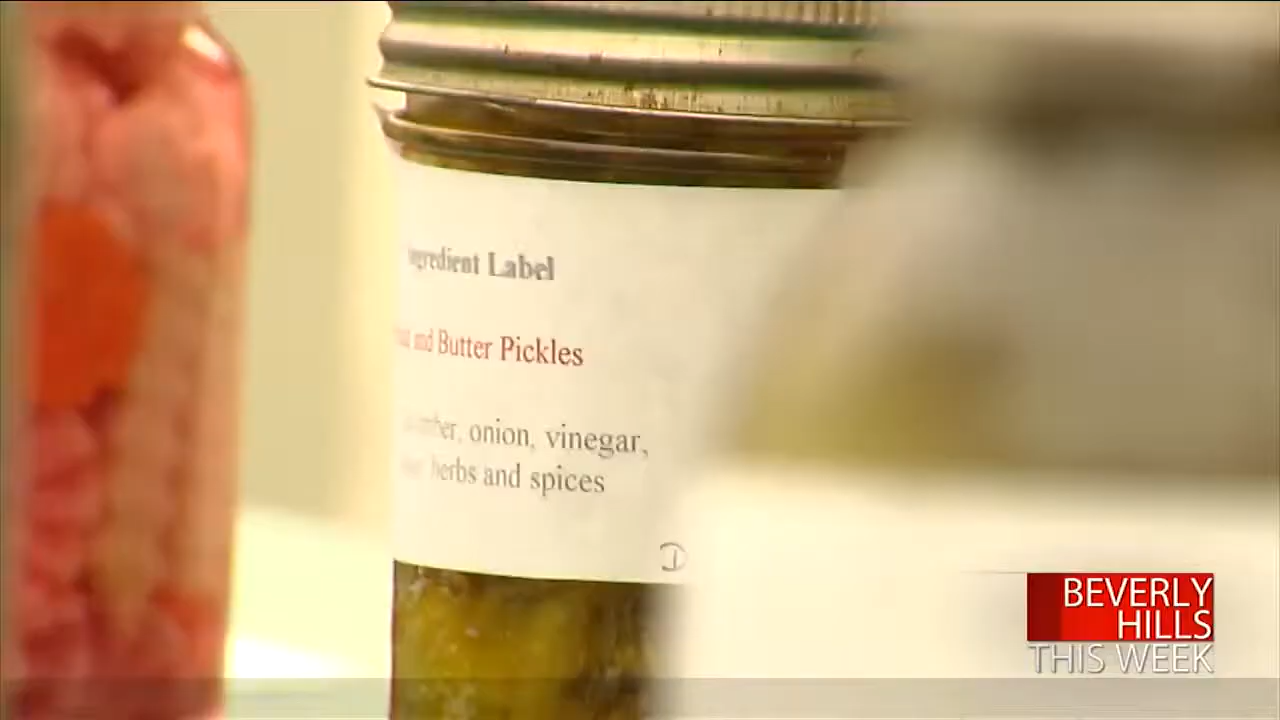 Label
and Butter Pickles
onion, vinegar,
herbs and spices
BEVERLY
HILLS
THIS WEEK